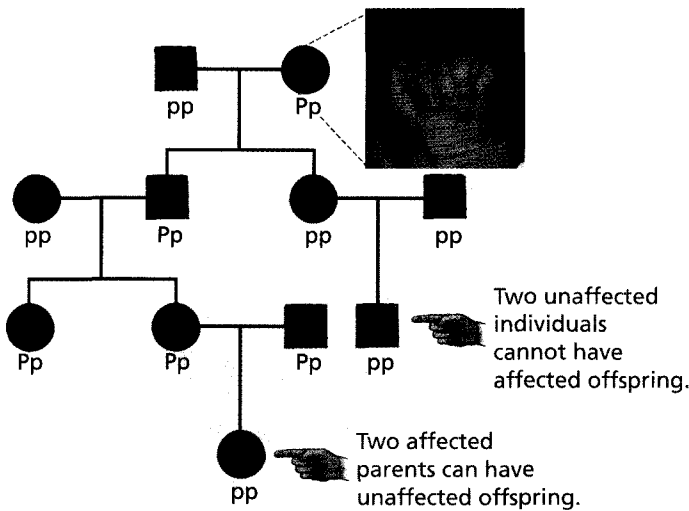 pp
Pp
pp
Pp
pp
pp
Pp
Pp
Pp
pp
Two unaffected
individuals
cannot have
affected offspring.
pp
Two affected
parents can have
unaffected offspring.